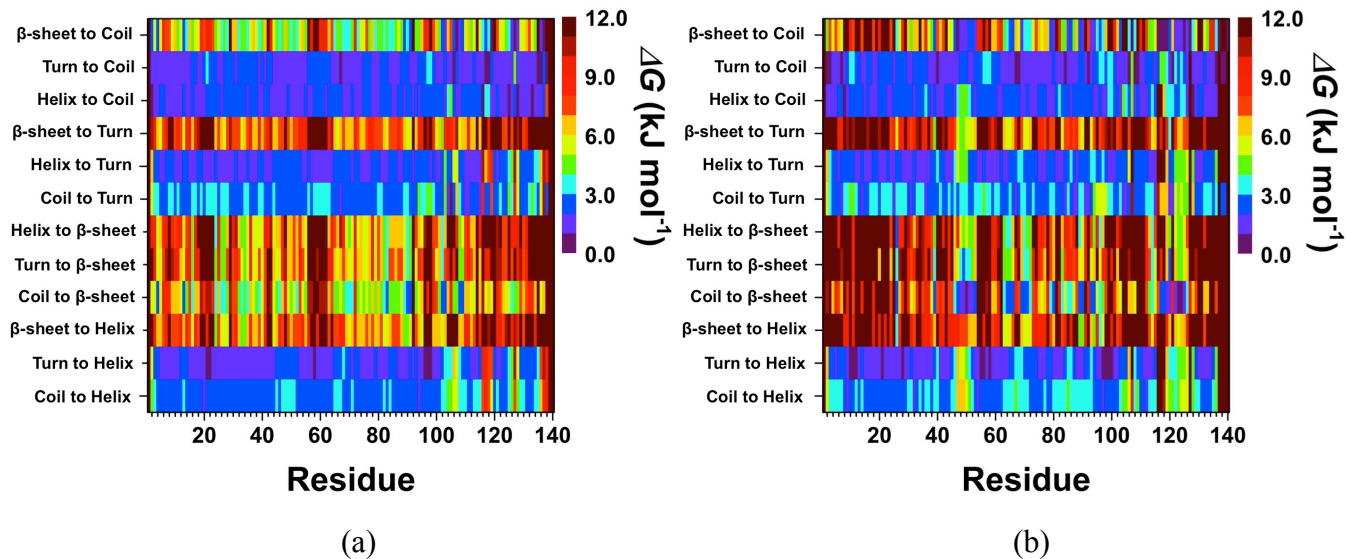 β-sheet to Coil
Turn to Coil
Helix to Coil
β-sheet to Turn
Helix to Turn
Coil to Turn
Helix to β-sheet
Turn to β-sheet
Coil to β-sheet
β-sheet to Helix
Turn to Helix
Coil to Helix
20 40 60 80 100 120 140
Residue
12.0
9.0
6.0
3.0
0.0
ΔG (kJ mol-1)
(a)
β-sheet to Coil
Turn to Coil
Helix to Coil
β-sheet to Turn
Helix to Turn
Coil to Turn
Helix to β-sheet
Turn to β-sheet
Coil to β-sheet
β-sheet to Helix
Turn to Helix
Coil to Helix
20 40 60 80 100 120 140
Residue
12.0
9.0
6.0
3.0
0.0
ΔG (kJ mol-1)
(b)